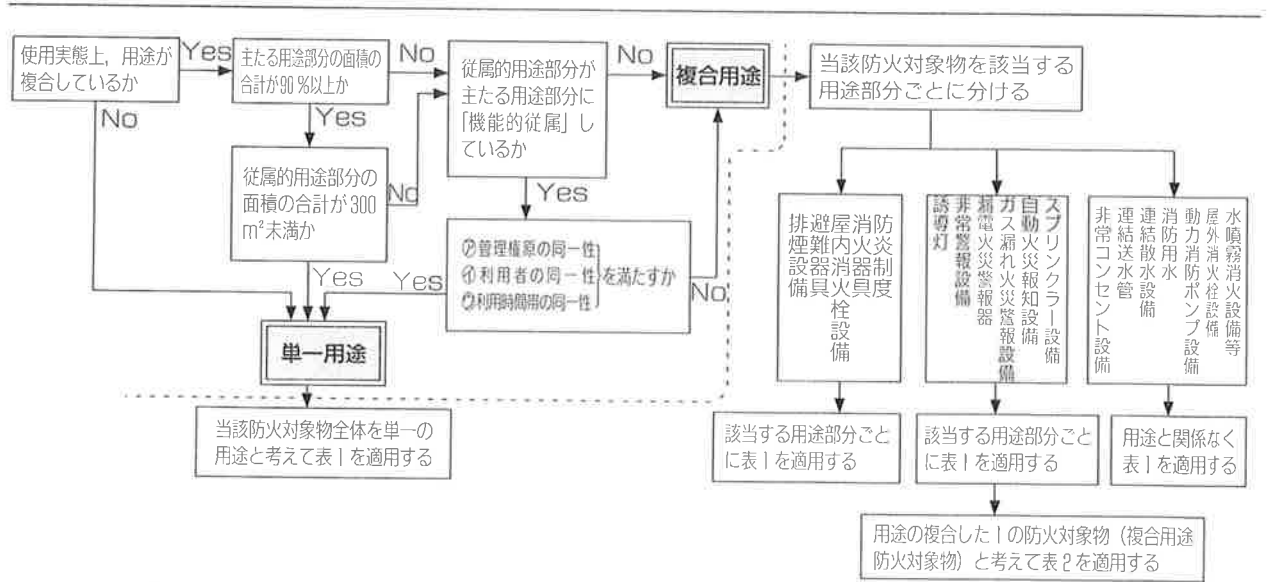 使用実態上，用途が
複合しているか
Yes
No
主たる用途部分の面積の
合計が90％以上か
No
Yes
従属的用途部分の
面積の合計が300
m²未満か
No
Yes
従属的用途部分が
主たる用途部分に
「機能的従属」し
ているか
No
Yes
㋐管理権原の同一性
㋑利用者の同一性
㋒利用時間帯の同一性
を満たすか
Yes
No
単一用途
当該防火対象物全体を単一の
用途と考えて表1を適用する
複合用途
当該防火対象物を該当する
用途部分ごとに分ける
防炎制度
消火器具
屋内消火栓設備
避難器具
排煙設備
スプリンクラー設備
自動火災報知設備
ガス漏れ火災警報設備
漏電火災警報器
非常警報設備
誘導灯
水噴霧消火設備等
屋外消火栓設備
動力消防ポンプ設備
消防用水
連結散水設備
連結送水管
非常コンセント設備
該当する用途部分ごと
に表1を適用する
該当する用途部分ごと
に表1を適用する
用途と関係なく
表1を適用する
用途の複合した1の防火対象物（複合用途
防火対象物）と考えて表2を適用する